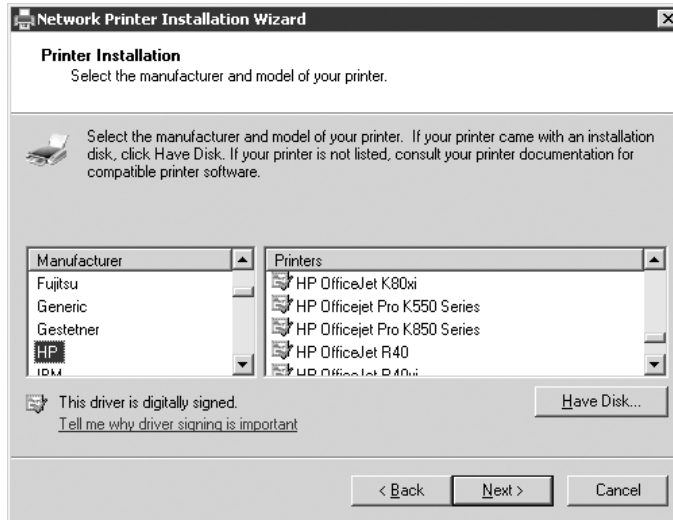 Network Printer Installation Wizard
Printer Installation
Select the manufacturer and model of your printer.
Select the manufacturer and model of your printer. If your printer came with an installation
disk, click Have Disk. If your printer is not listed, consult your printer documentation for
compatible printer software.
Manufacturer
Fujitsu
Generic
Gestetner
HP
IBM
Printers
HP OfficeJet K80xi
HP Officejet Pro K550 Series
HP Officejet Pro K850 Series
HP OfficeJet R40
HP OfficeJet R40xi
This driver is digitally signed.
Tell me why driver signing is important
Have Disk...
< Back
Next >
Cancel